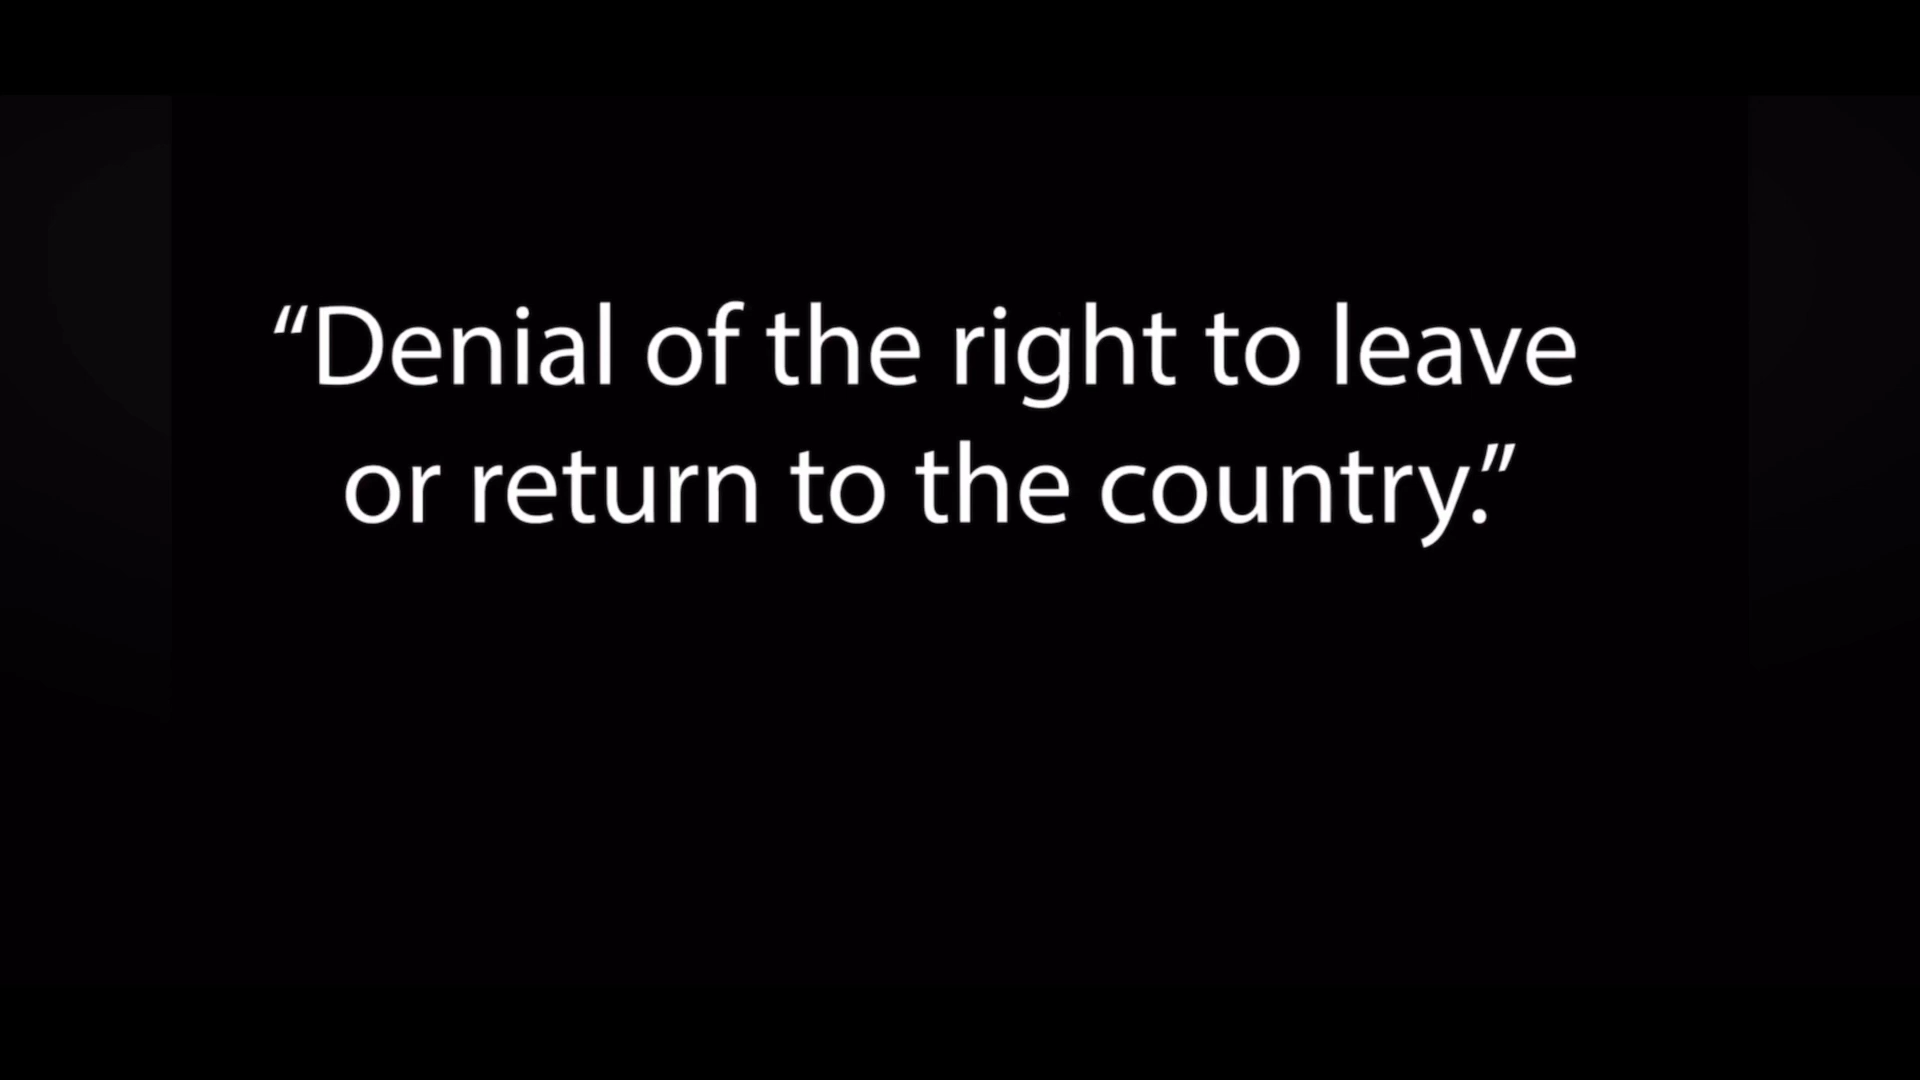 “Denial of the right to leave
or return to the country.”